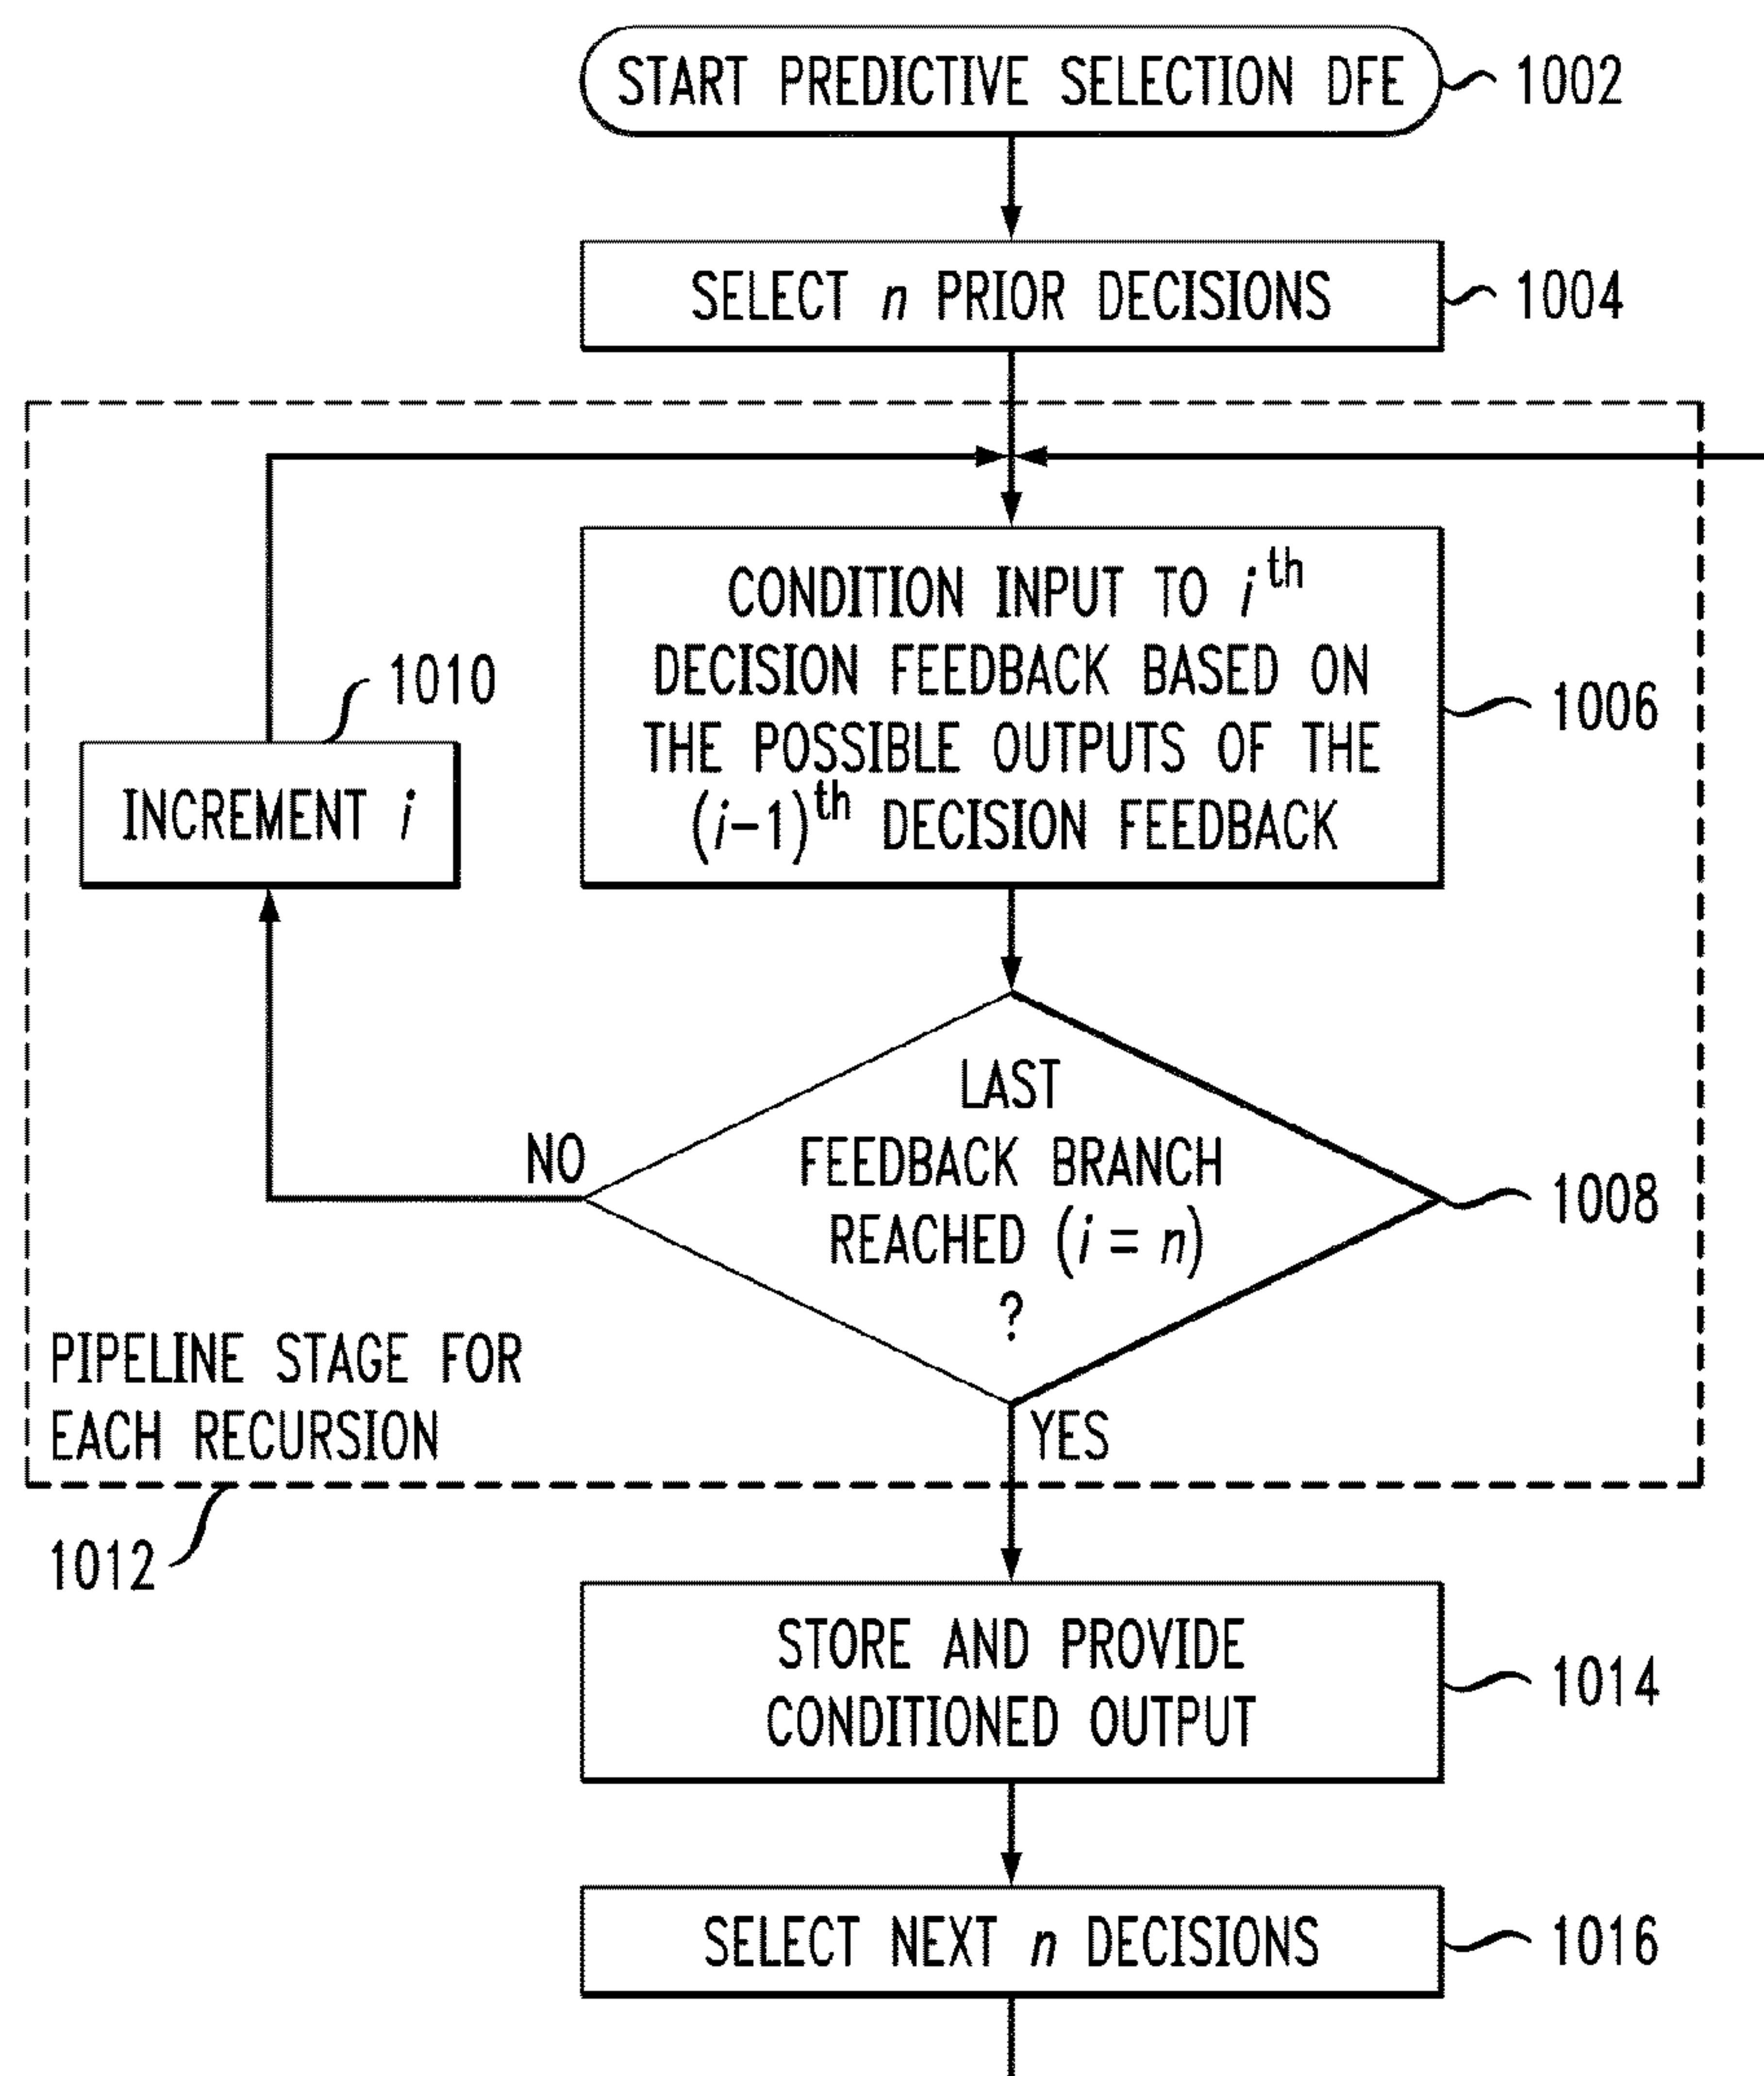 START PREDICTIVE SELECTION DFE
1002
SELECT n PRIOR DECISIONS
1004
CONDITION INPUT TO i th
DECISION FEEDBACK BASED ON
THE POSSIBLE OUTPUTS OF THE
(i-1)th DECISION FEEDBACK
1006
1010
INCREMENT i
LAST
FEEDBACK BRANCH
REACHED (i = n)
?
1008
NO
YES
PIPELINE STAGE FOR
EACH RECURSION
1012
STORE AND PROVIDE
CONDITIONED OUTPUT
1014
SELECT NEXT n DECISIONS
1016